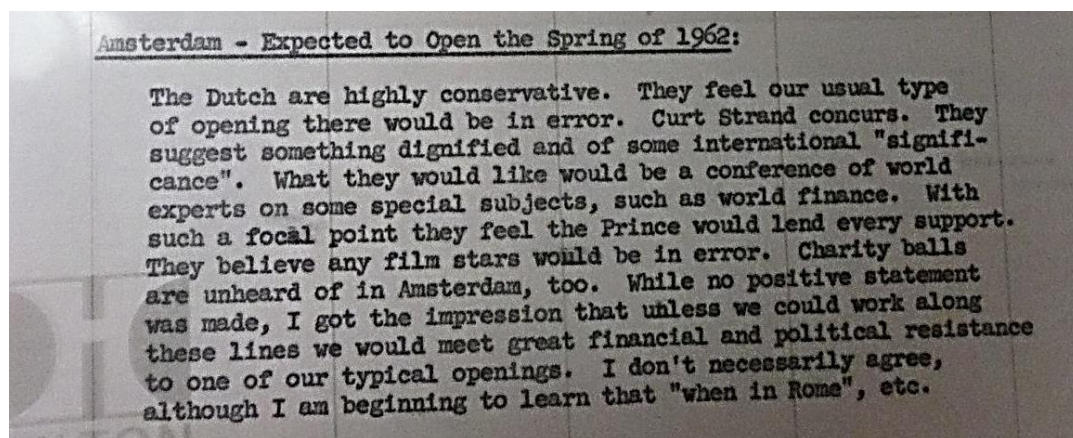 Amsterdam - Expected to Open the Spring of 1962:
The Dutch are highly conservative. They feel our usual type
of opening there would be in error. Curt Strand concurs. They
suggest something dignified and of some international "signifi-
cance". What they would like would be a conference of world
experts on some special subjects, such as world finance. With
such a focal point they feel the Prince would lend every support.
They believe any film stars would be in error. Charity balls
are unheard of in Amsterdam, too. While no positive statement
was made, I got the impression that unless we could work along
these lines we would meet great financial and political resistance
to one of our typical openings. I don't necessarily agree,
although I am beginning to learn that "when in Rome", etc.